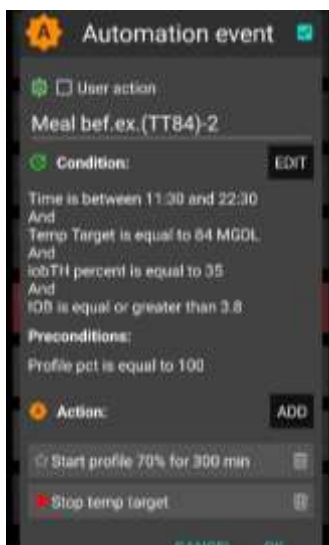 A Automation event
User action
Meal bef.ex.(TT84)-2
Condition:
EDIT
Time is between 11:30 and 22:30
And
Temp Target is equal to 84 MGDL
And
iobTH percent is equal to 35
And
IOB is equal or greater than 3.8
Preconditions:
Profile pct is equal to 100
Action:
ADD
Start profile 70% for 300 min
Stop temp target
CANCEL OK